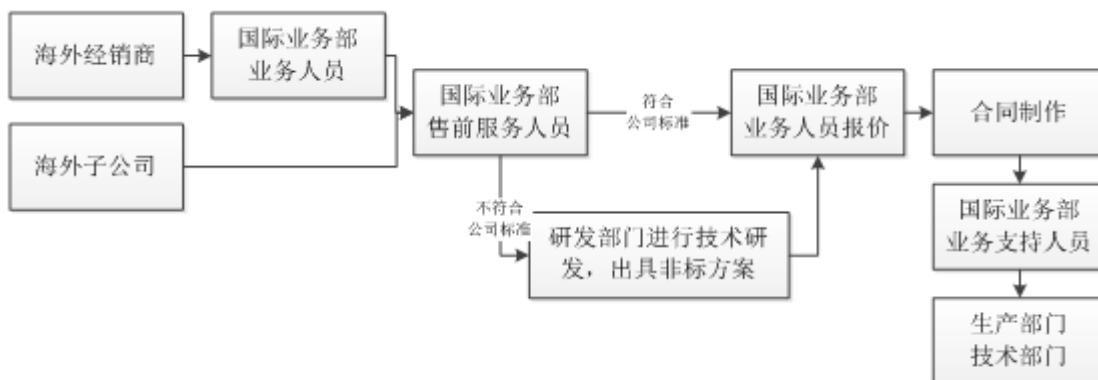 海外经销商
国际业务部
业务人员
海外子公司
国际业务部
售前服务人员
符合
公司标准
不符合
公司标准
研发部门进行技术研
发，出具非标方案
国际业务部
业务人员报价
合同制作
国际业务部
业务支持人员
生产部门
技术部门